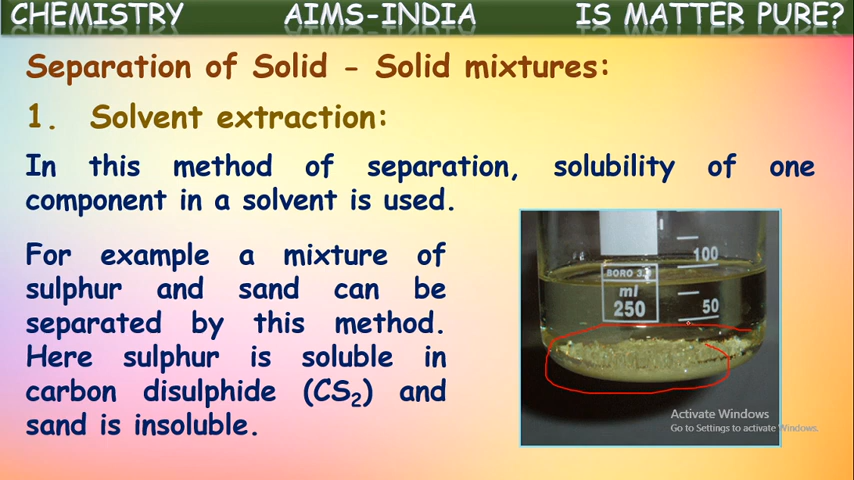 CHEMISTRY AIMS-INDIA IS MATTER PURE?
Separation of Solid - Solid mixtures:
1. Solvent extraction:
In this method of separation, solubility of one
component in a solvent is used.
For example a mixture of
sulphur and sand can be
separated by this method.
Here sulphur is soluble in
carbon disulphide (CS₂) and
sand is insoluble.
100
BORO
ml
250
50
Activate Windows
Go to Settings to activate Windows.